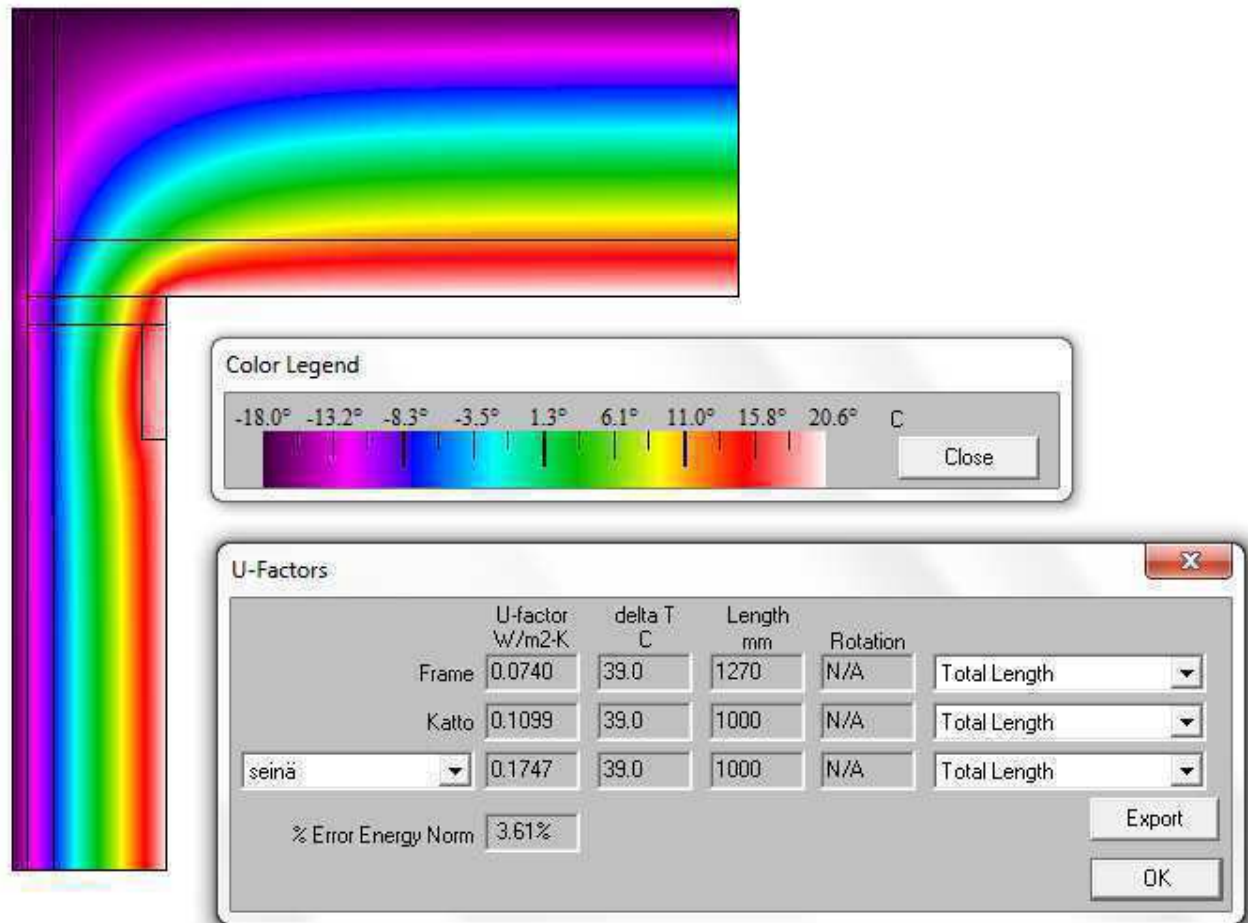 Color Legend
-18.0° -13.2° -8.3° -3.5° 1.3° 6.1° 11.0° 15.8° 20.6° C
Close
U-Factors
U-factor delta T Length
W/m2-K C mm Rotation
Frame 0.0740 39.0 1270 N/A Total Length
Katto 0.1099 39.0 1000 N/A Total Length
seinä 0.1747 39.0 1000 N/A Total Length
% Error Energy Norm 3.61% Export
OK